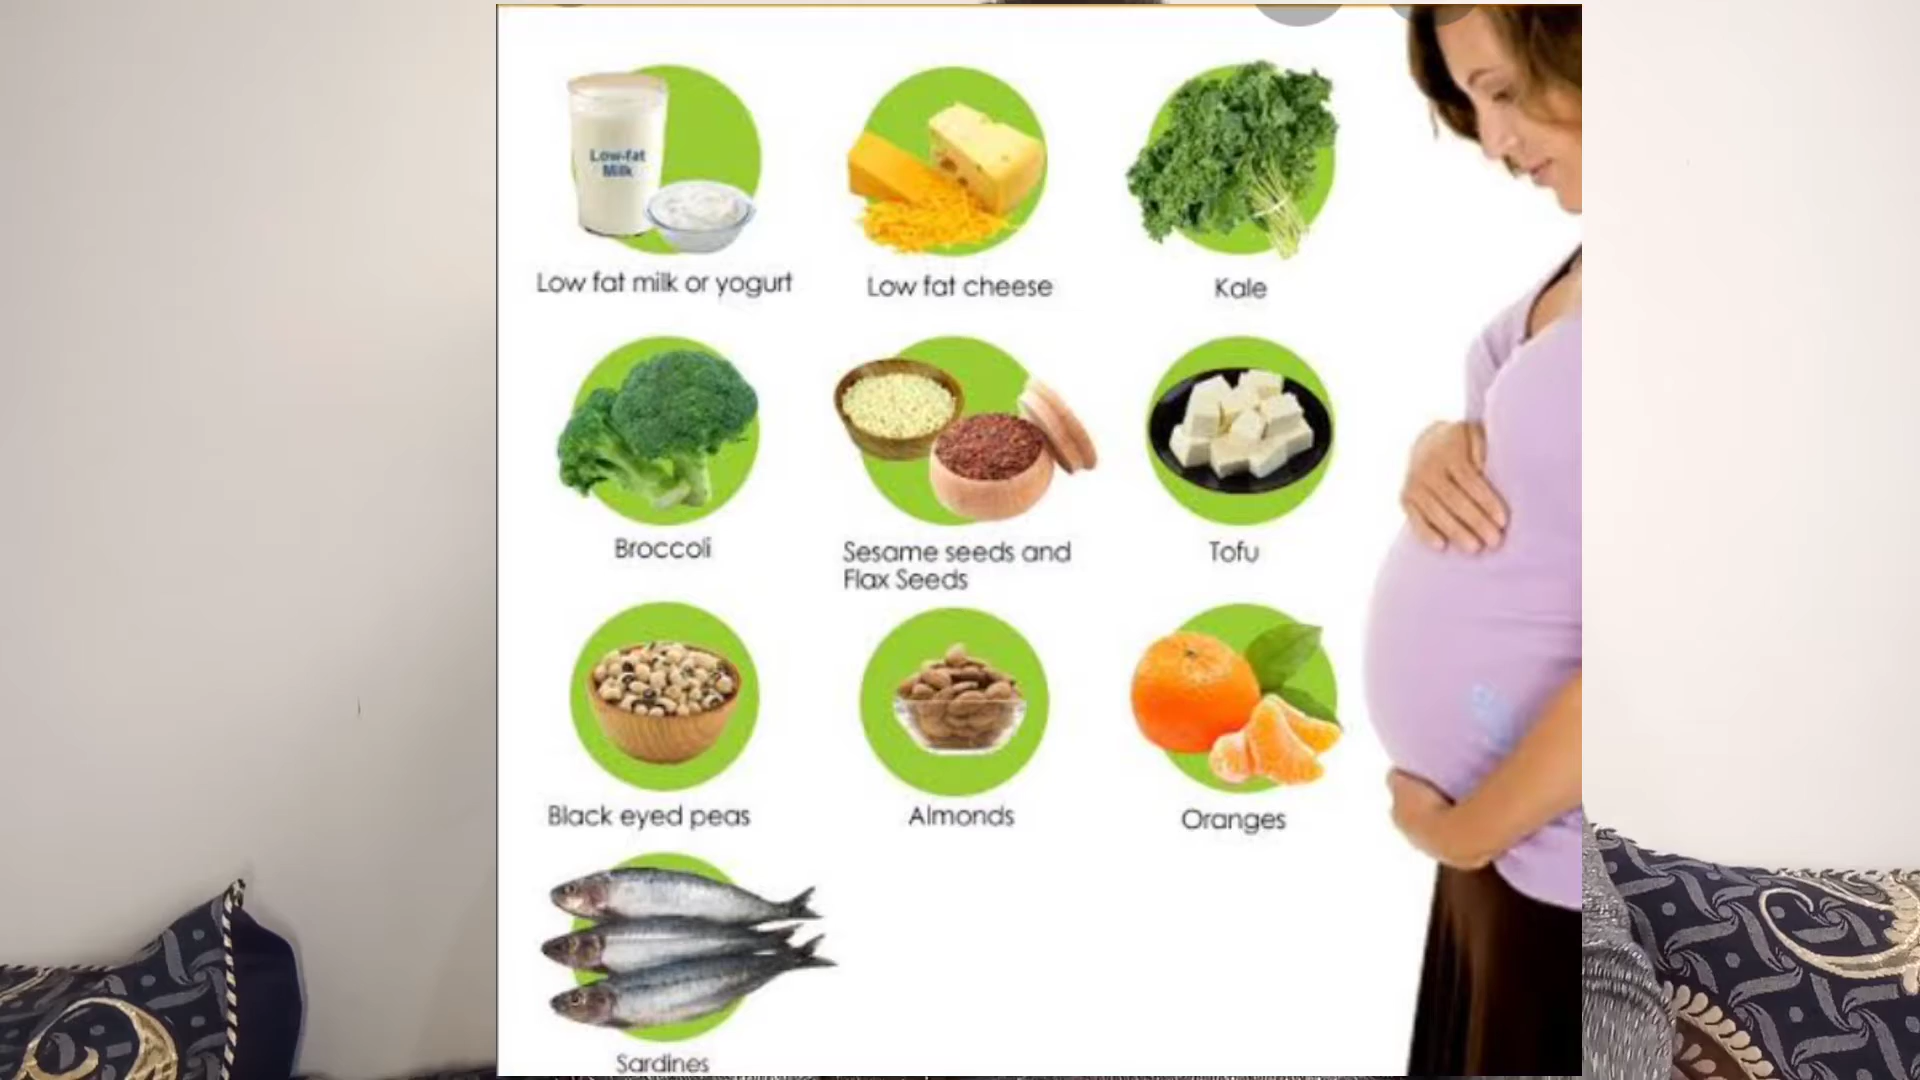 Low-fat
Milk
Low fat milk or yogurt
Low fat cheese
Kale
Broccoli
Sesame seeds and
Flax Seeds
Tofu
Black eyed peas
Almonds
Oranges
Sardines